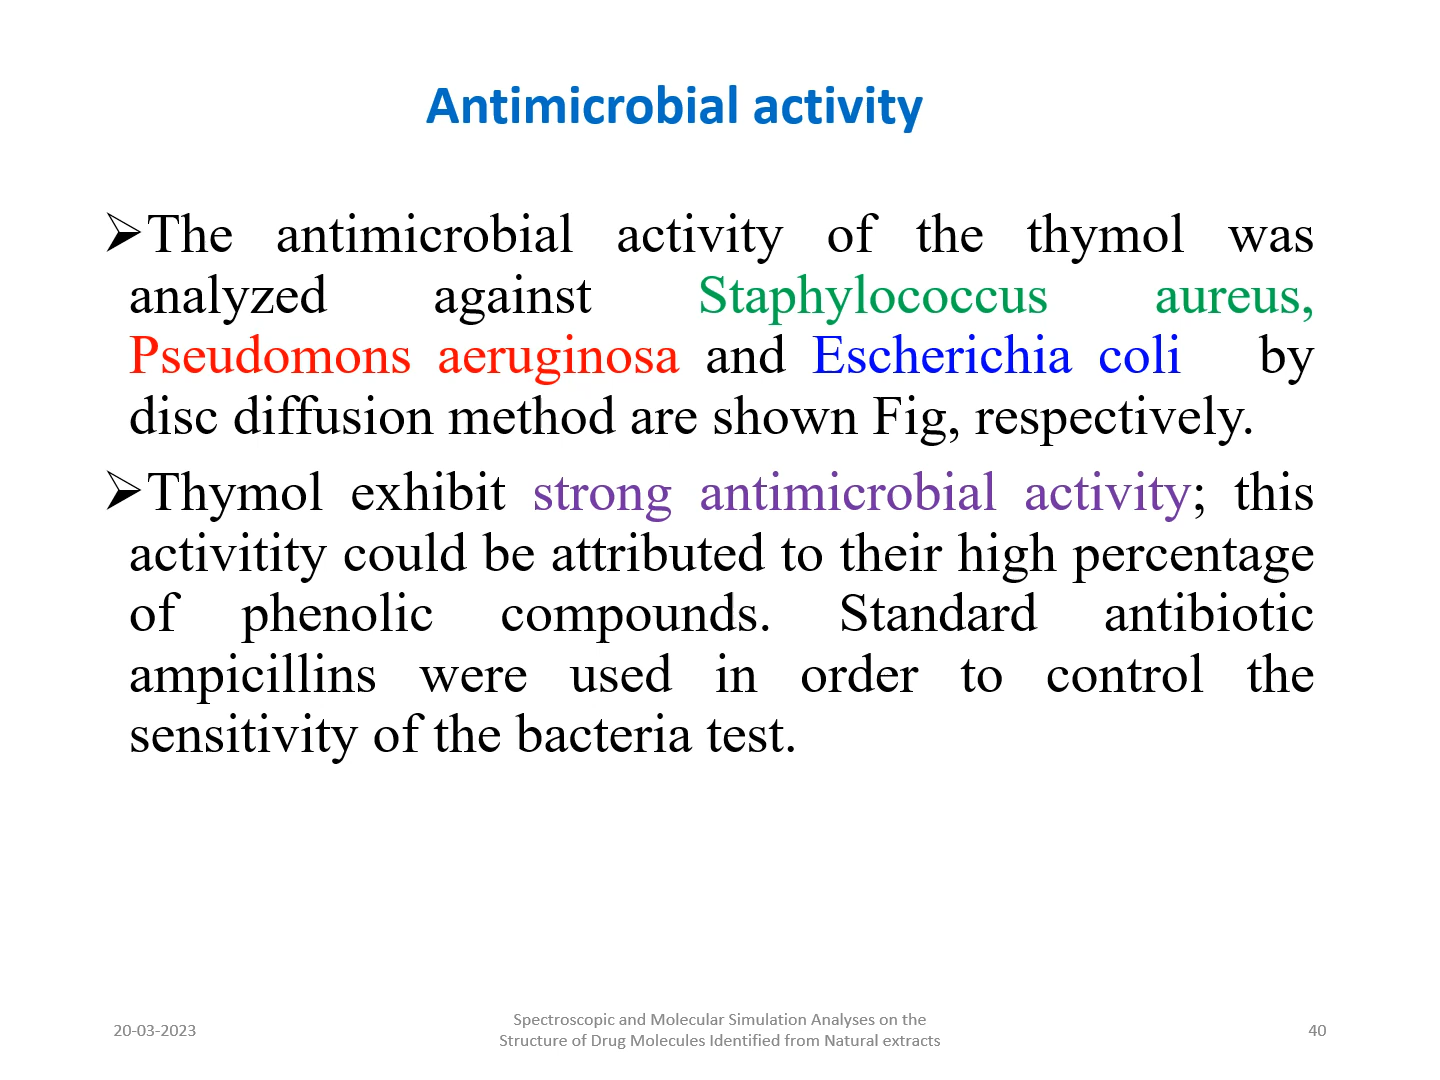 Antimicrobial activity
➢The antimicrobial activity of the thymol was
analyzed against Staphylococcus aureus,
Pseudomons aeruginosa and Escherichia coli by
disc diffusion method are shown Fig, respectively.
➢Thymol exhibit strong antimicrobial activity; this
activitity could be attributed to their high percentage
of phenolic compounds. Standard antibiotic
ampicillins were used in order to control the
sensitivity of the bacteria test.
20-03-2023
Spectroscopic and Molecular Simulation Analyses on the
Structure of Drug Molecules Identified from Natural extracts
40